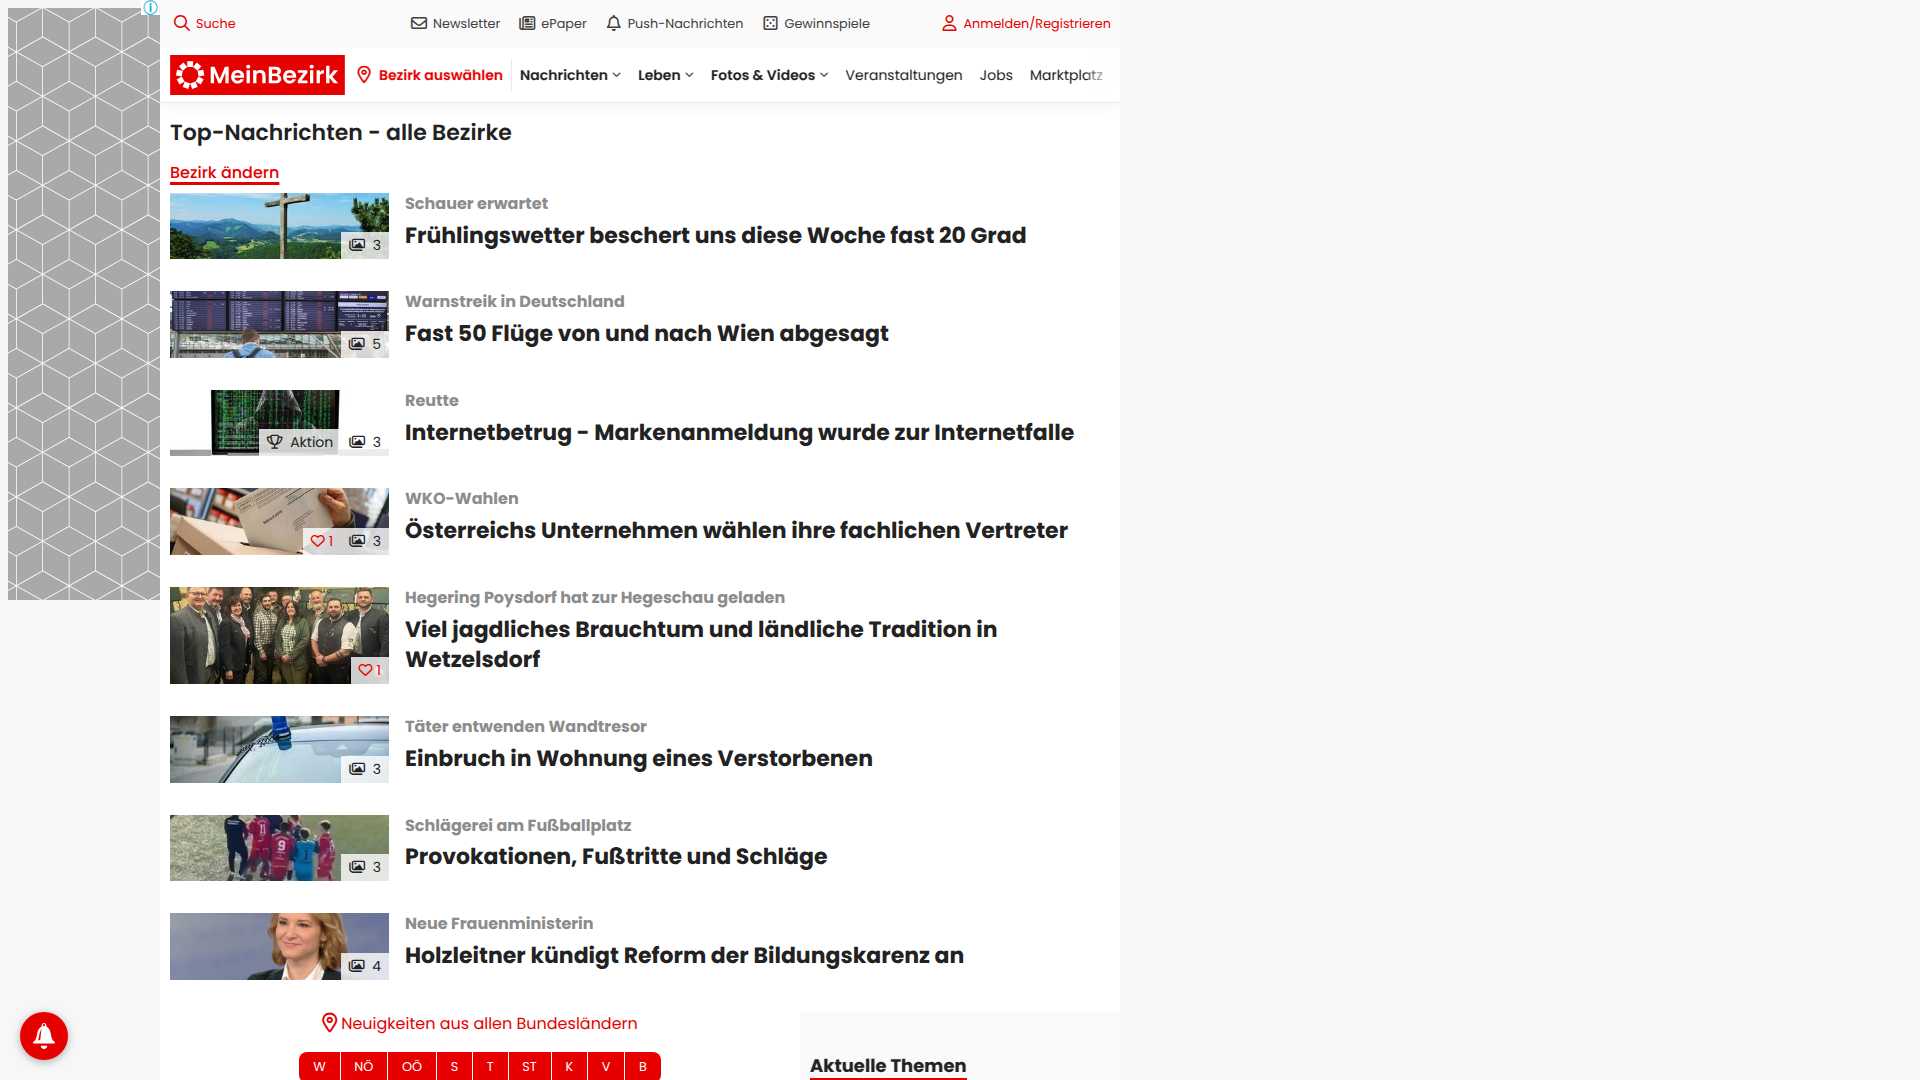 Suche
Newsletter
ePaper
Push-Nachrichten
Gewinnspiele
Anmelden/Registrieren
MeinBezirk
Bezirk auswählen
Nachrichten
Leben
Fotos & Videos
Veranstaltungen
Jobs
Marktplatz
Top-Nachrichten - alle Bezirke
Bezirk ändern
3
Schauer erwartet
Frühlingswetter beschert uns diese Woche fast 20 Grad
5
Warnstreik in Deutschland
Fast 50 Flüge von und nach Wien abgesagt
Aktion
3
Reutte
Internetbetrug - Markenanmeldung wurde zur Internetfalle
1
3
WKO-Wahlen
Österreichs Unternehmen wählen ihre fachlichen Vertreter
1
Hegering Poysdorf hat zur Hegeschau geladen
Viel jagdliches Brauchtum und ländliche Tradition in
Wetzelsdorf
3
Täter entwenden Wandtresor
Einbruch in Wohnung eines Verstorbenen
11
9
3
Schlägerei am Fußballplatz
Provokationen, Fußtritte und Schläge
4
Neue Frauenministerin
Holzleitner kündigt Reform der Bildungskarenz an
Neuigkeiten aus allen Bundesländern
W
NÖ
OÖ
S
T
ST
K
V
B
Aktuelle Themen